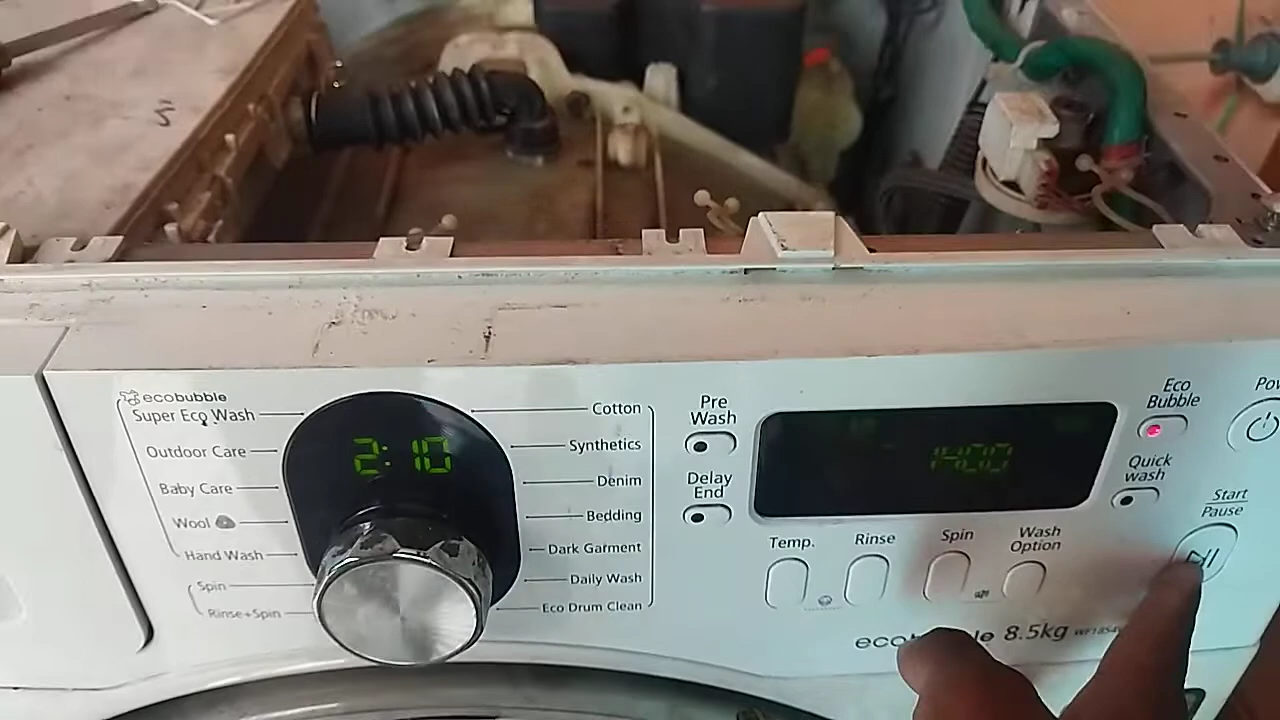 ecobubble
Super Eco Wash
Outdoor Care
Baby Care
Wool
Hand Wash
Spin
Rinse+Spin
2:10
Cotton
Synthetics
Denim
Bedding
Dark Garment
Daily Wash
Eco Drum Clean
Pre
Wash
Delay
End
1400
Temp.
Rinse
Spin
Wash
Option
Eco
Bubble
Quick
wash
Start
Pause
8.5kg